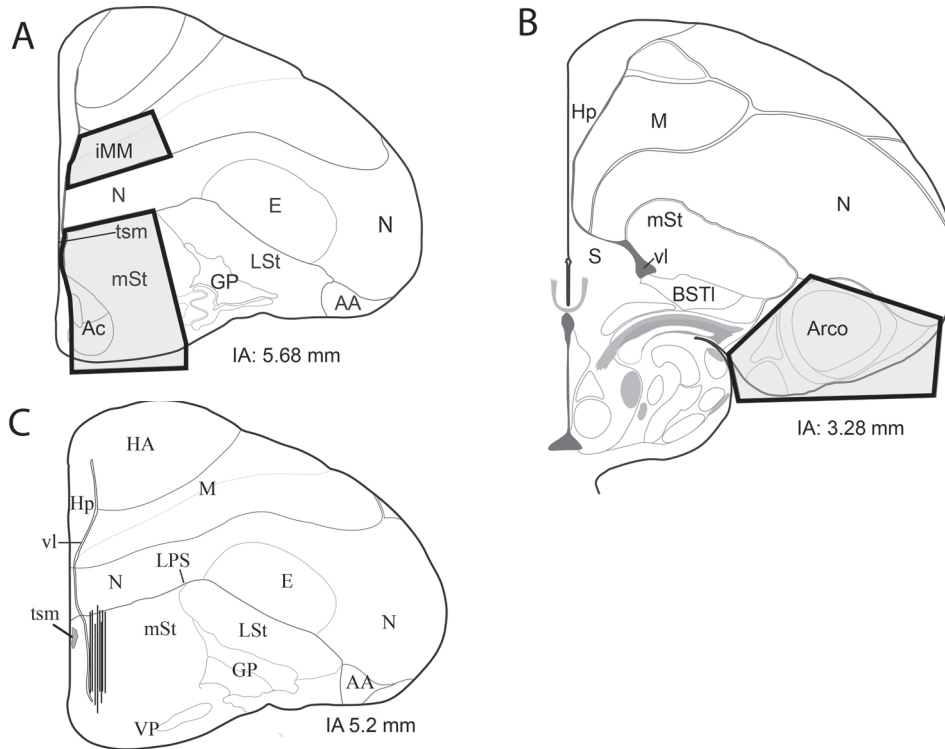 A
iMM
N
E
N
tsm
mSt
LSt
GP
AA
Ac
IA: 5.68 mm
B
Hp
M
N
mSt
S
vl
BSTl
Arco
IA: 3.28 mm
C
HA
Hp
M
vl
LPS
N
E
N
tsm
mSt
LSt
GP
AA
VP
IA 5.2 mm